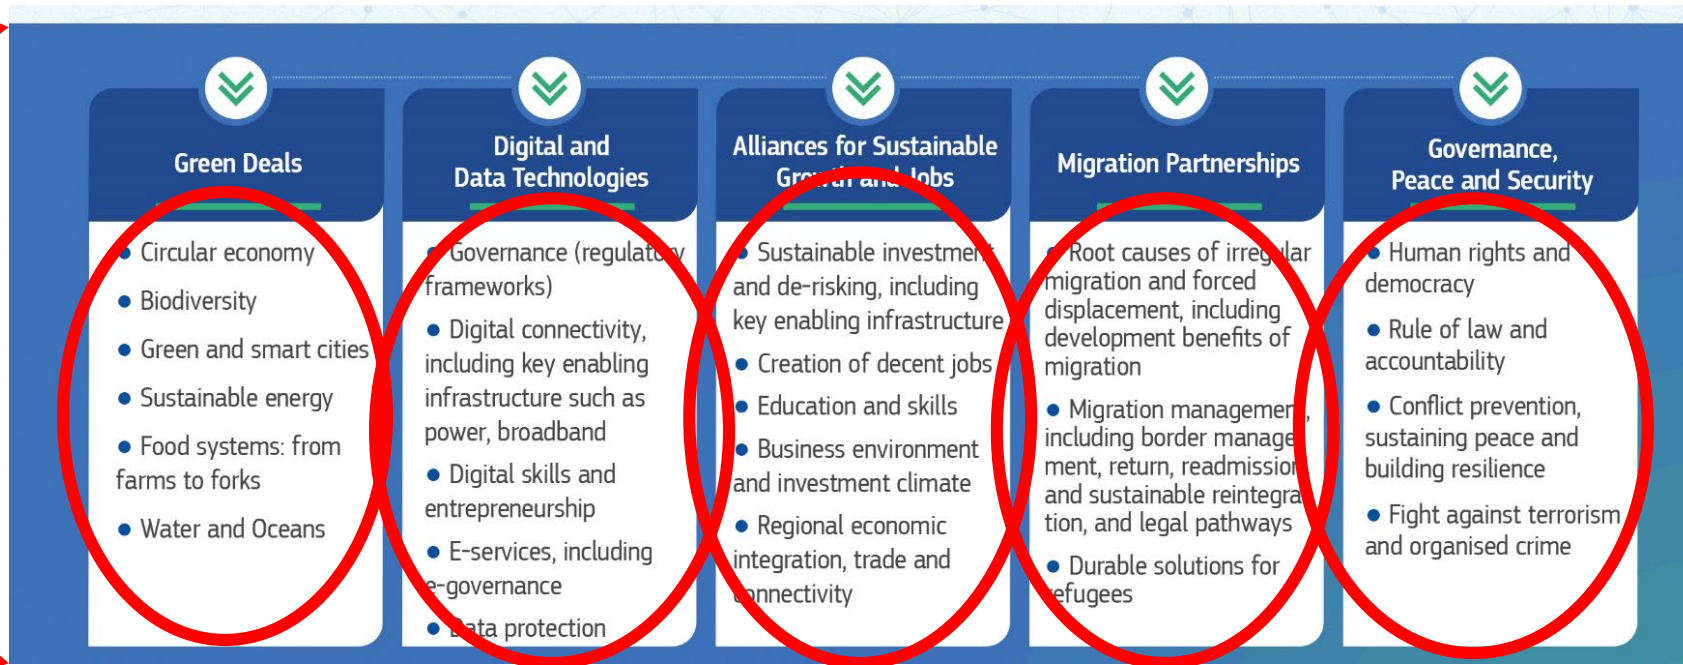 Green Deals
• Circular economy
• Biodiversity
• Green and smart cities
• Sustainable energy
• Food systems: from
farms to forks
• Water and Oceans
Digital and
Data Technologies
• Governance (regulatory
frameworks)
• Digital connectivity,
including key enabling
infrastructure such as
power, broadband
• Digital skills and
entrepreneurship
• E-services, including
e-governance
• Data protection
Alliances for Sustainable
Growth and Jobs
• Sustainable investment
and de-risking, including
key enabling infrastructure
• Creation of decent jobs
• Education and skills
• Business environment
and investment climate
• Regional economic
integration, trade and
connectivity
Migration Partnerships
• Root causes of irregular
migration and forced
displacement, including
development benefits of
migration
• Migration management,
including border manage-
ment, return, readmission
and sustainable reintegra-
tion, and legal pathways
• Durable solutions for
refugees
Governance,
Peace and Security
• Human rights and
democracy
• Rule of law and
accountability
• Conflict prevention,
sustaining peace and
building resilience
• Fight against terrorism
and organised crime